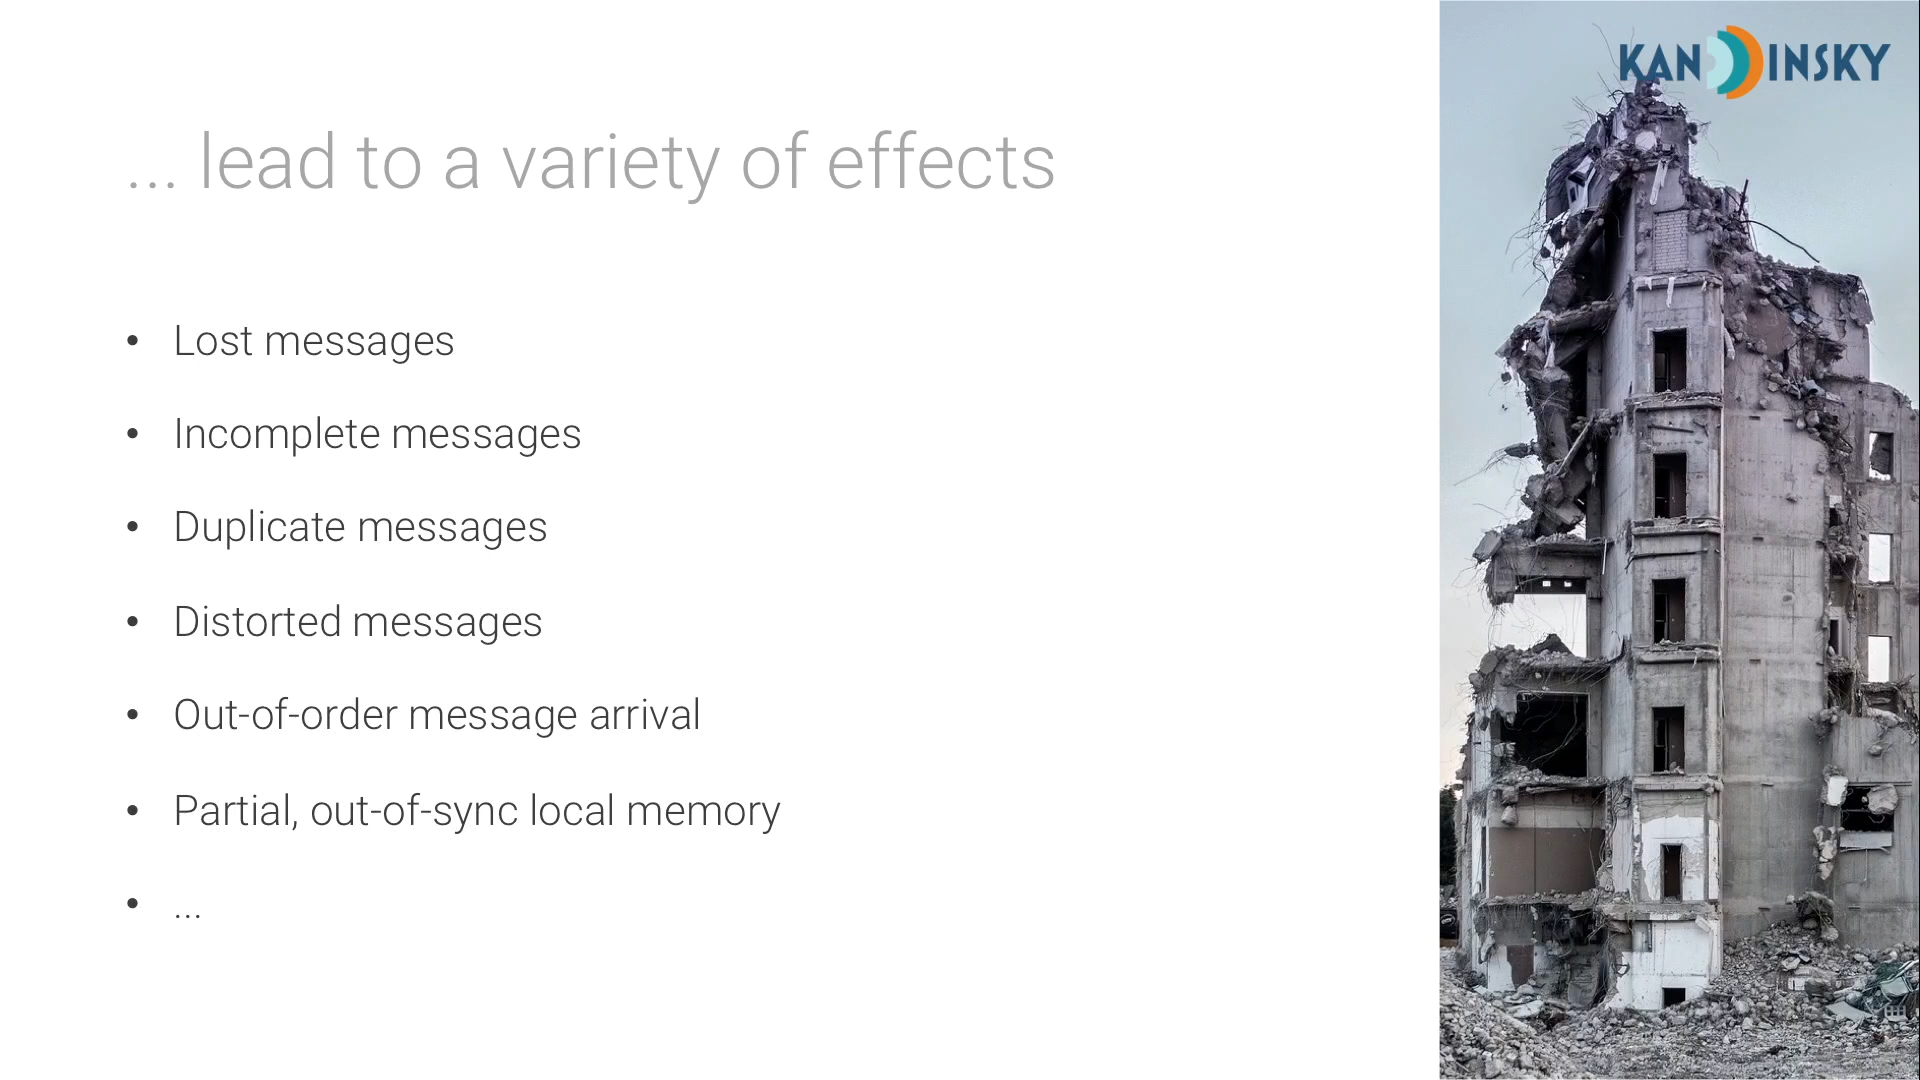 KANDINSKY
... lead to a variety of effects
• Lost messages
• Incomplete messages
• Duplicate messages
• Distorted messages
• Out-of-order message arrival
• Partial, out-of-sync local memory
• ...